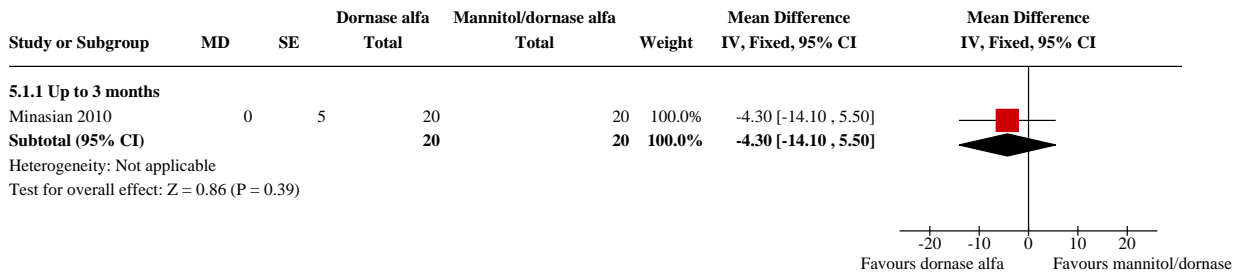 Dornase alfa Mannitol/dornase alfa Mean Difference Mean Difference
Study or Subgroup MD SE Total Total Weight IV, Fixed, 95% CI IV, Fixed, 95% CI
5.1.1 Up to 3 months
Minasian 2010 0 5 20 20 100.0% -4.30 [-14.10 , 5.50]
Subtotal (95% CI) 20 20 100.0% -4.30 [-14.10 , 5.50]
Heterogeneity: Not applicable
Test for overall effect: Z = 0.86 (P = 0.39)
-20 -10 0 10 20
Favours dornase alfa Favours mannitol/dornase